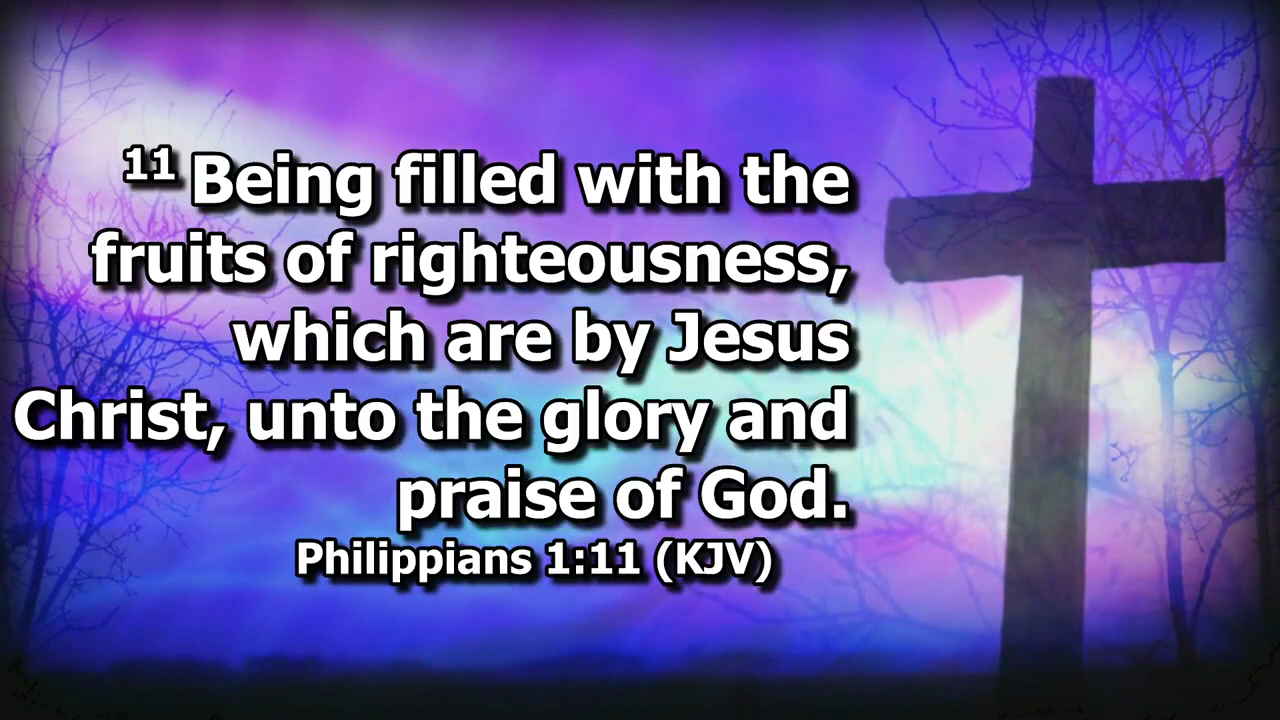 11 Being filled with the
fruits of righteousness,
which are by Jesus
Christ, unto the glory and
praise of God.
Philippians 1:11 (KJV)